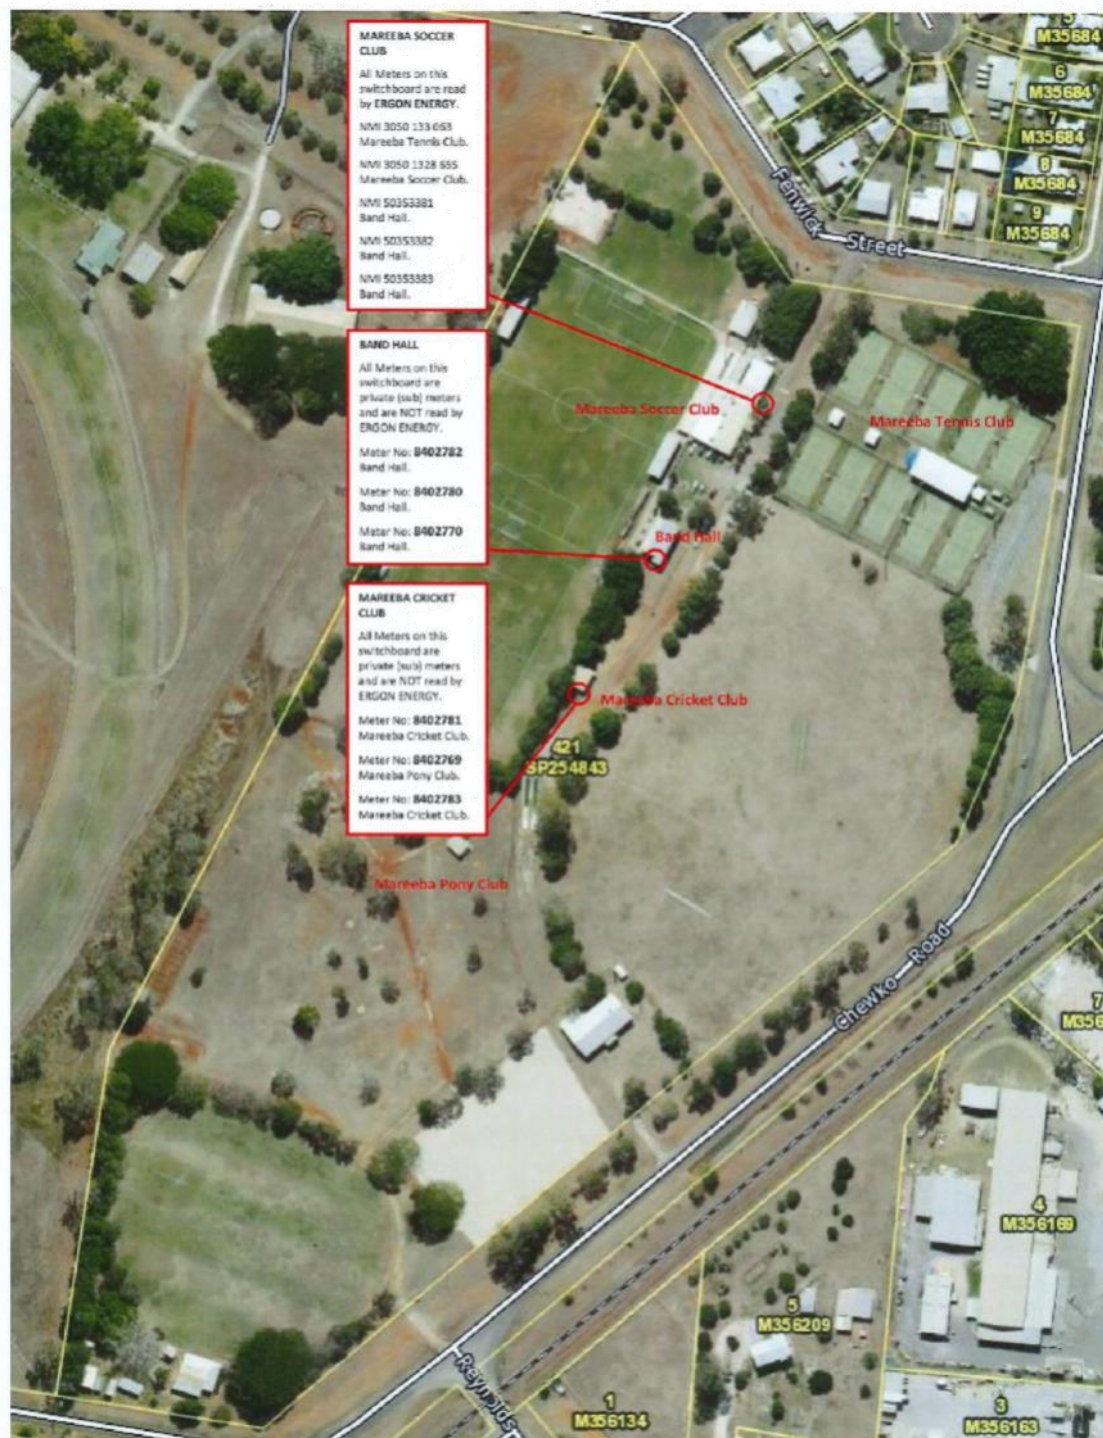 MAREEBA SOCCER
CLUB
All Meters on this
switchboard are read
by ERGON ENERGY.
NMI 3050 133 063
Mareeba Tennis Club.
NMI 3050 1328 655
Mareeba Soccer Club.
NMI 50353381
Band Hall.
NMI 50353382
Band Hall.
NMI 50353383
Band Hall.
BAND HALL
All Meters on this
switchboard are
private (sub) meters
and are NOT read by
ERGON ENERGY.
Meter No: 8402782
Band Hall.
Meter No: 8402780
Band Hall.
Meter No: 8402770
Band Hall.
MAREEBA CRICKET
CLUB
All Meters on this
switchboard are
private (sub) meters
and are NOT read by
ERGON ENERGY.
Meter No: 8402781
Mareeba Cricket Club.
Meter No: 8402769
Mareeba Pony Club.
Meter No: 8402783
Mareeba Cricket Club.
5
M35684
6
M35684
7
M35684
8
M35684
9
M35684
Fenwick Street
Mareeba Soccer Club
Mareeba Tennis Club
Band Hall
Mareeba Cricket Club
421
SP254843
Mareeba Pony Club
Chewko Road
7
M356
4
M356169
5
M356209
Reynolds
1
M356134
3
M356163